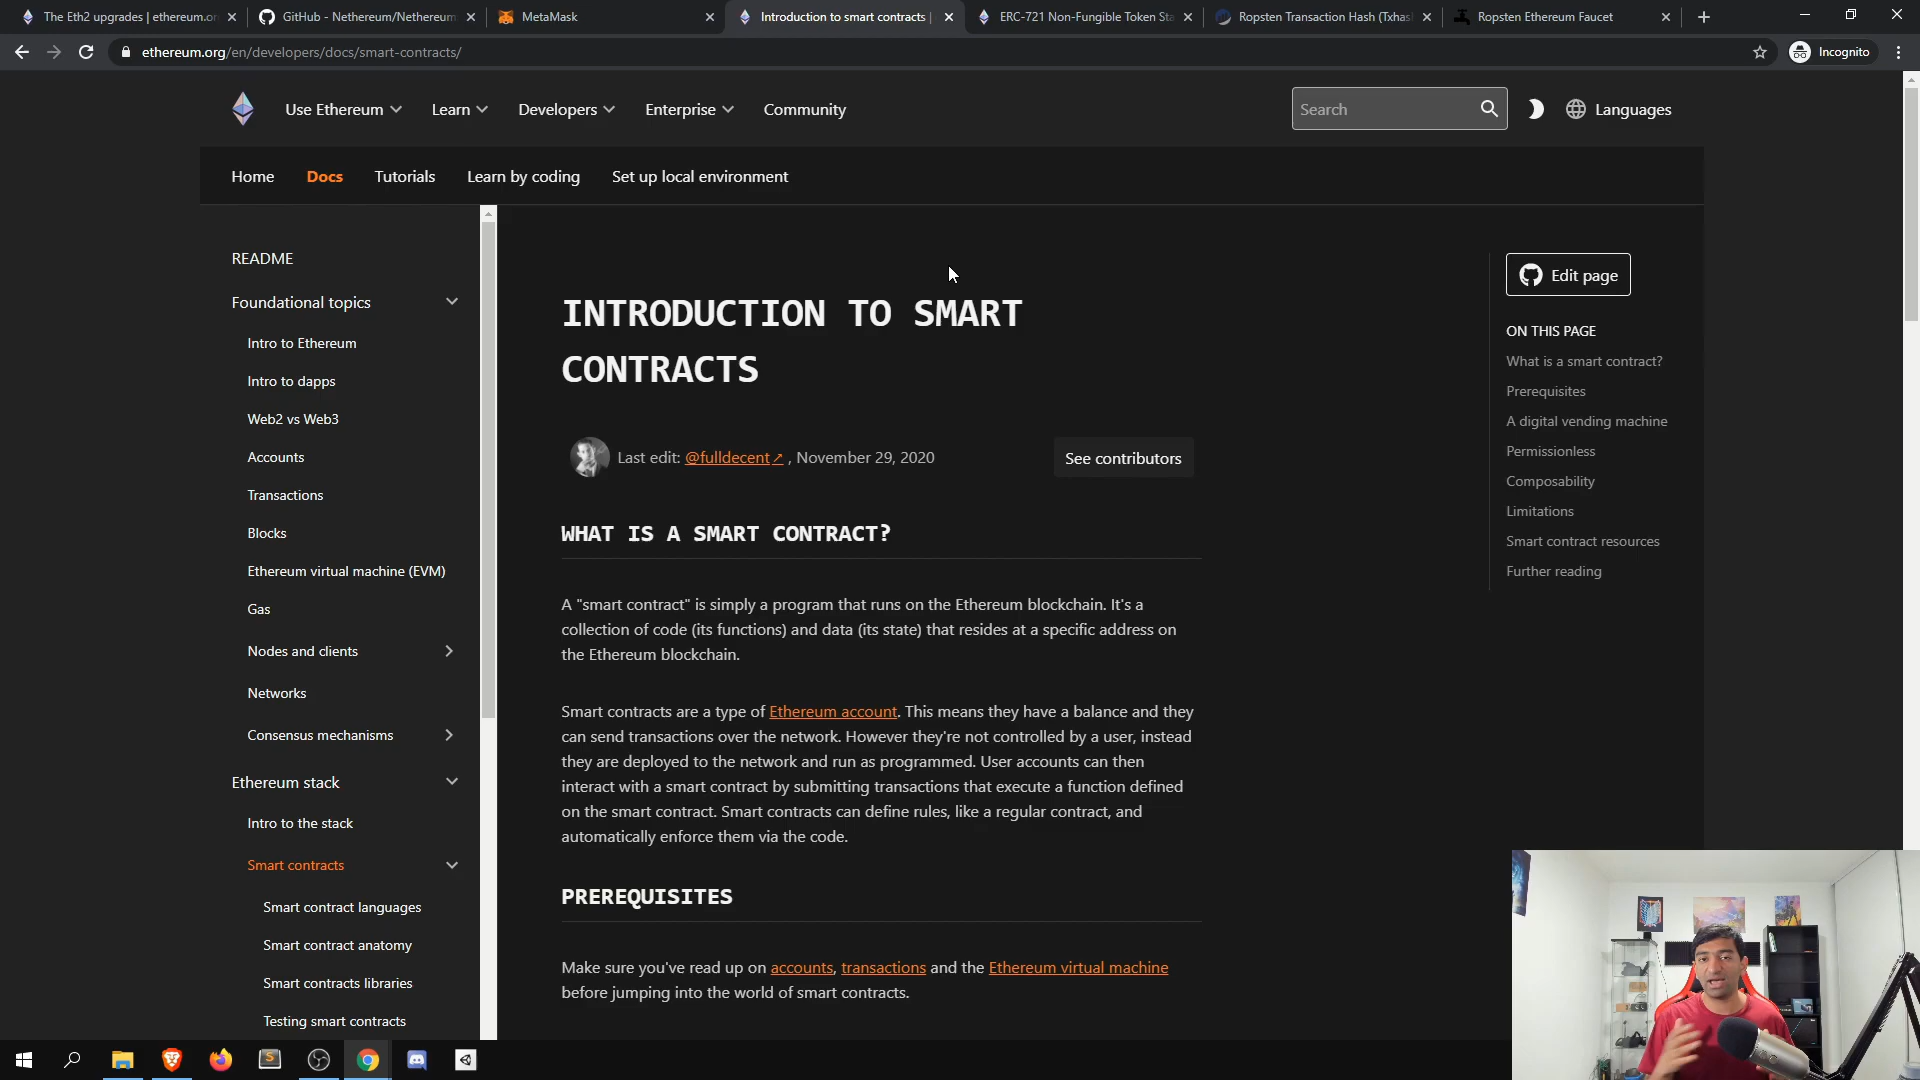 The Eth2 upgrades | ethereum.or
GitHub - Nethereum/Nethereum
MetaMask
Introduction to smart contracts |
ERC-721 Non-Fungible Token Sta
Ropsten Transaction Hash (Txhas
Ropsten Ethereum Faucet
ethereum.org/en/developers/docs/smart-contracts/
Incognito
Use Ethereum
Learn
Developers
Enterprise
Community
Search
Languages
Home
Docs
Tutorials
Learn by coding
Set up local environment
README
Foundational topics
Intro to Ethereum
Intro to dapps
Web2 vs Web3
Accounts
Transactions
Blocks
Ethereum virtual machine (EVM)
Gas
Nodes and clients
Networks
Consensus mechanisms
Ethereum stack
Intro to the stack
Smart contracts
Smart contract languages
Smart contract anatomy
Smart contracts libraries
Testing smart contracts
INTRODUCTION TO SMART
CONTRACTS
Last edit: @fulldecent↗ , November 29, 2020
See contributors
WHAT IS A SMART CONTRACT?
A "smart contract" is simply a program that runs on the Ethereum blockchain. It's a
collection of code (its functions) and data (its state) that resides at a specific address on
the Ethereum blockchain.
Smart contracts are a type of Ethereum account. This means they have a balance and they
can send transactions over the network. However they're not controlled by a user, instead
they are deployed to the network and run as programmed. User accounts can then
interact with a smart contract by submitting transactions that execute a function defined
on the smart contract. Smart contracts can define rules, like a regular contract, and
automatically enforce them via the code.
PREREQUISITES
Make sure you've read up on accounts, transactions and the Ethereum virtual machine
before jumping into the world of smart contracts.
Edit page
ON THIS PAGE
What is a smart contract?
Prerequisites
A digital vending machine
Permissionless
Composability
Limitations
Smart contract resources
Further reading